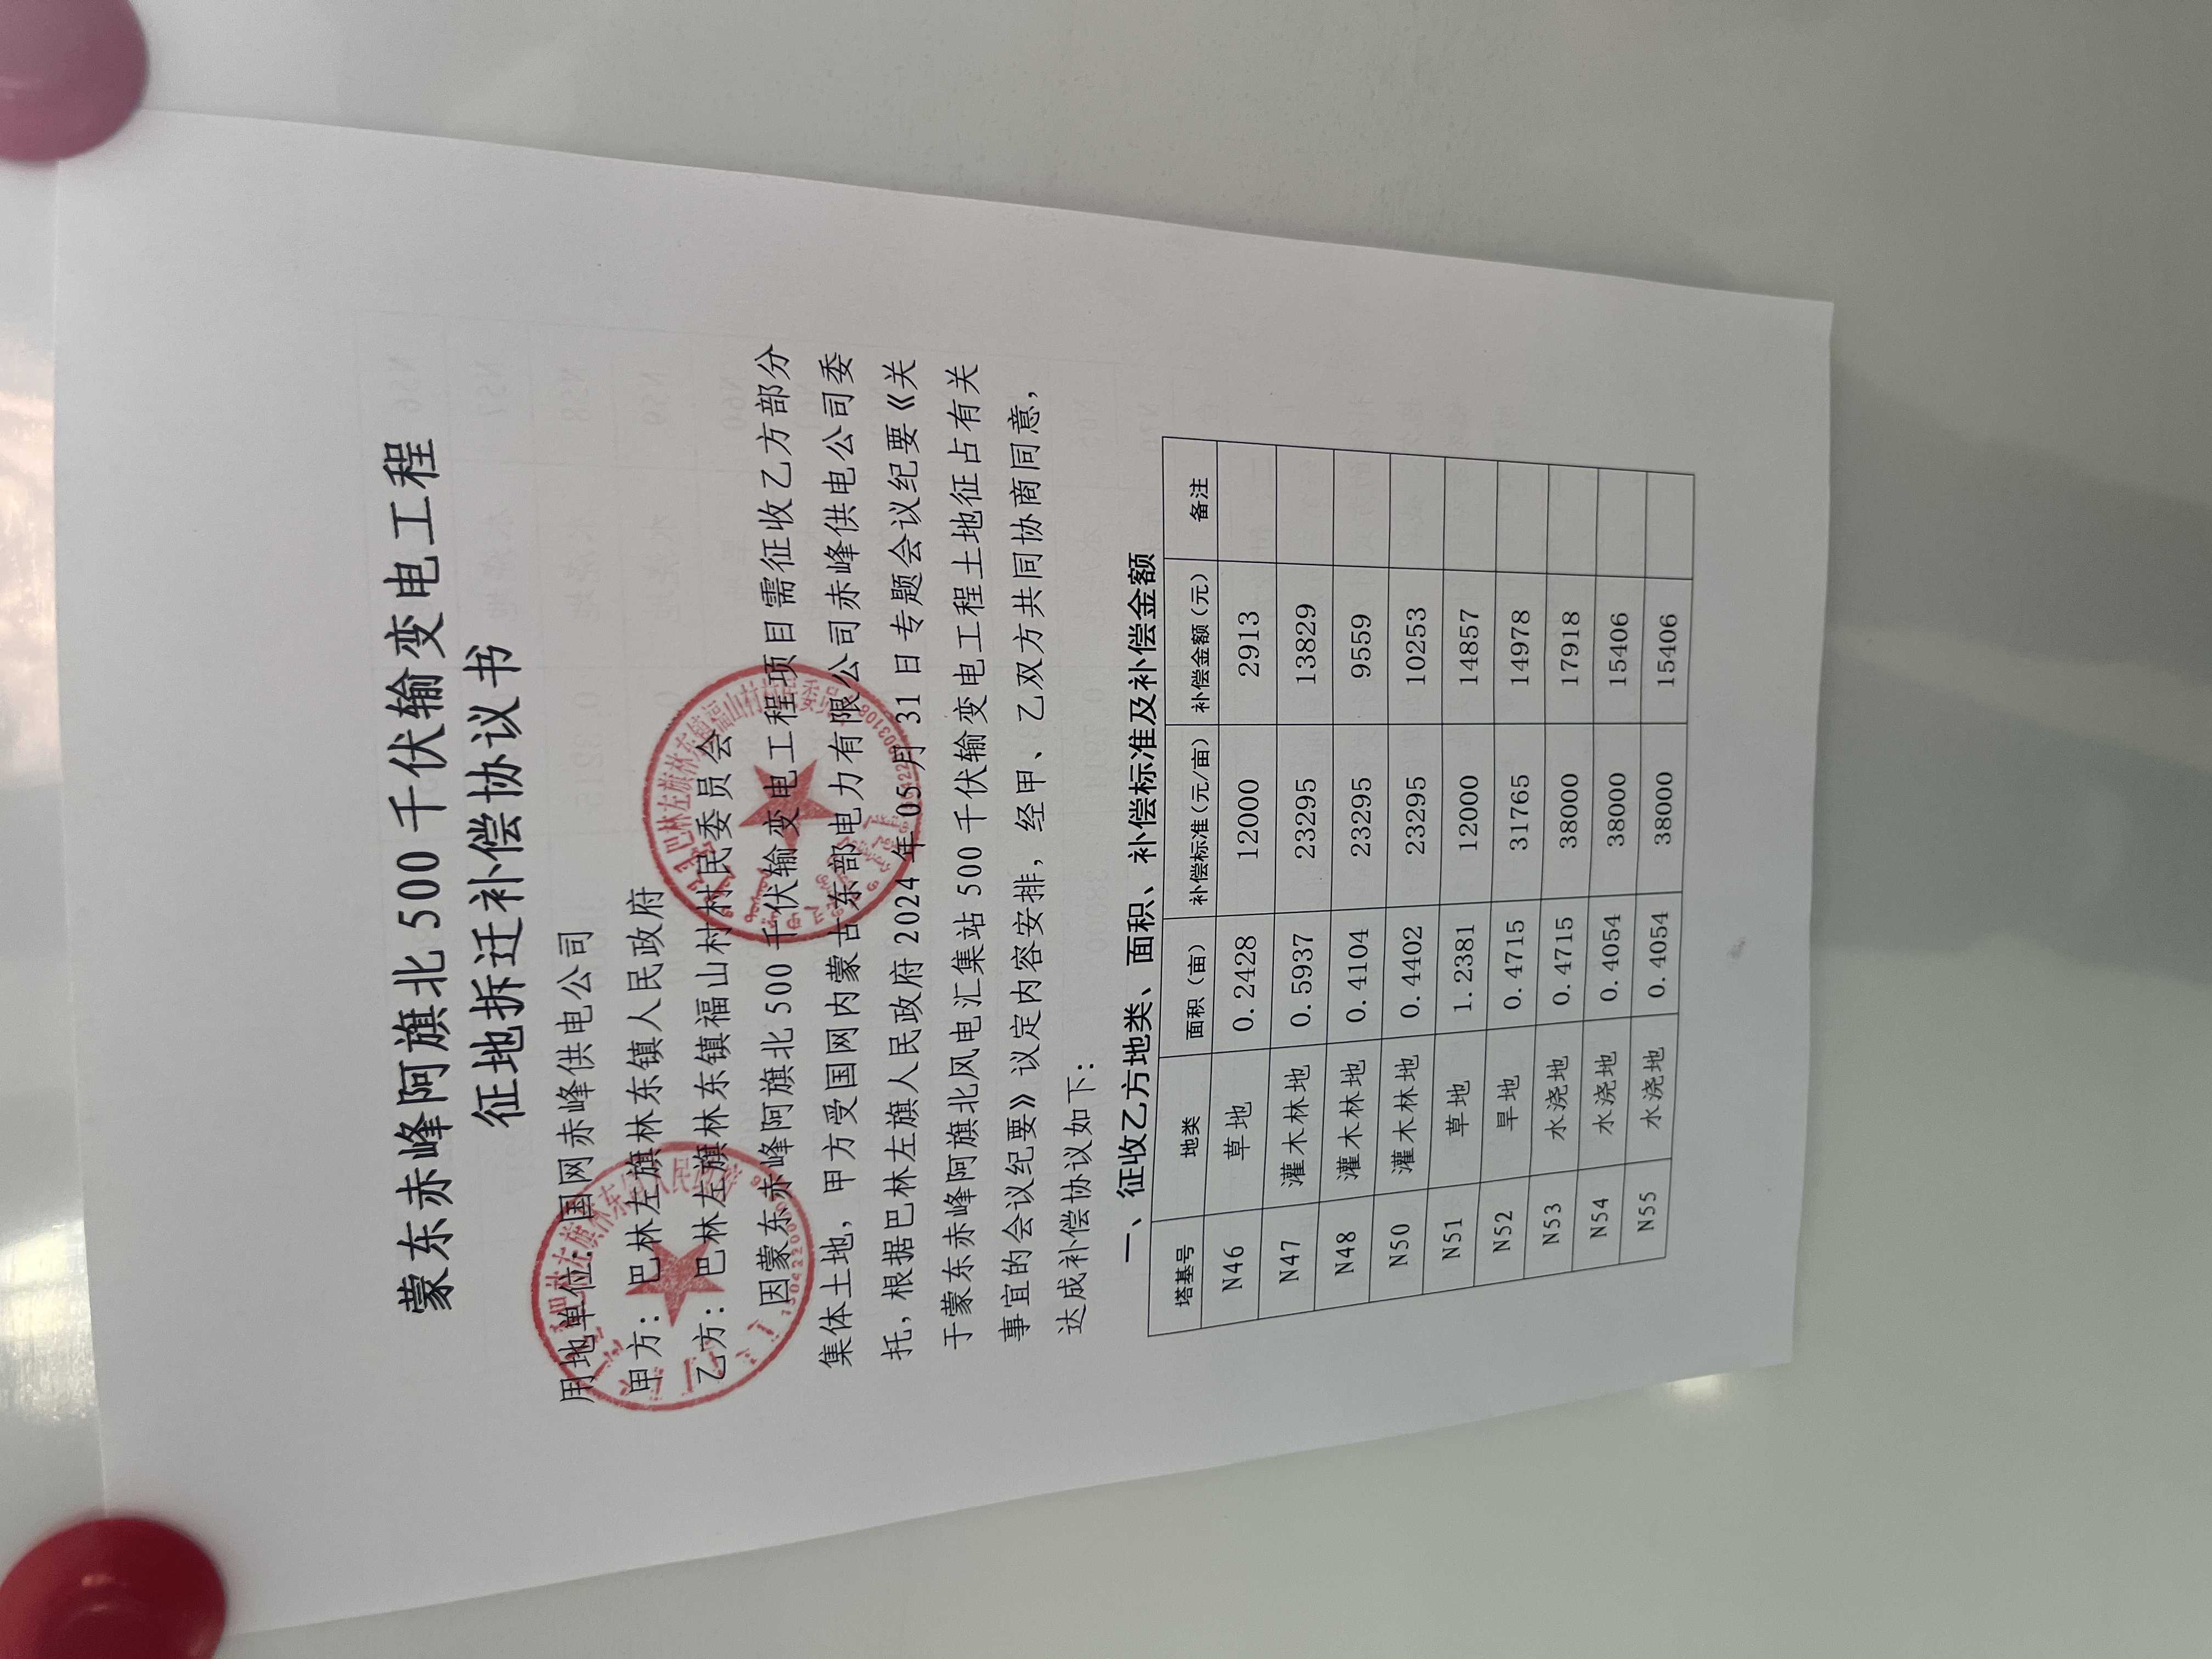 蒙东赤峰阿旗北500千伏输变电工程
征地拆迁补偿协议书
用地单位:国网赤峰供电公司
甲方:巴林左旗林东镇人民政府
乙方:巴林左旗林东镇福山村村民委员会
因蒙东赤峰阿旗北500千伏输变电工程项目需征收乙方部分
集体土地,甲方受国网内蒙古东部电力有限公司赤峰供电公司委
托,根据巴林左旗人民政府2024年05月31日专题会议纪要《关
于蒙东赤峰阿旗北风电汇集站500千伏输变电工程土地征占有关
事宜的会议纪要》议定内容安排,经甲、乙双方共同协商同意,
达成补偿协议如下:
一、征收乙方地类、面积、补偿标准及补偿金额
塔基号 地类 面积(亩) 补偿标准(元/亩) 补偿金额(元) 备注
N46 草地 0.2428 12000 2913
N47 灌木林地 0.5937 23295 13829
N48 灌木林地 0.4104 23295 9559
N50 灌木林地 0.4402 23295 10253
N51 草地 1.2381 12000 14857
N52 旱地 0.4715 31765 14978
N53 水浇地 0.4715 38000 17918
N54 水浇地 0.4054 38000 15406
N55 水浇地 0.4054 38000 15406